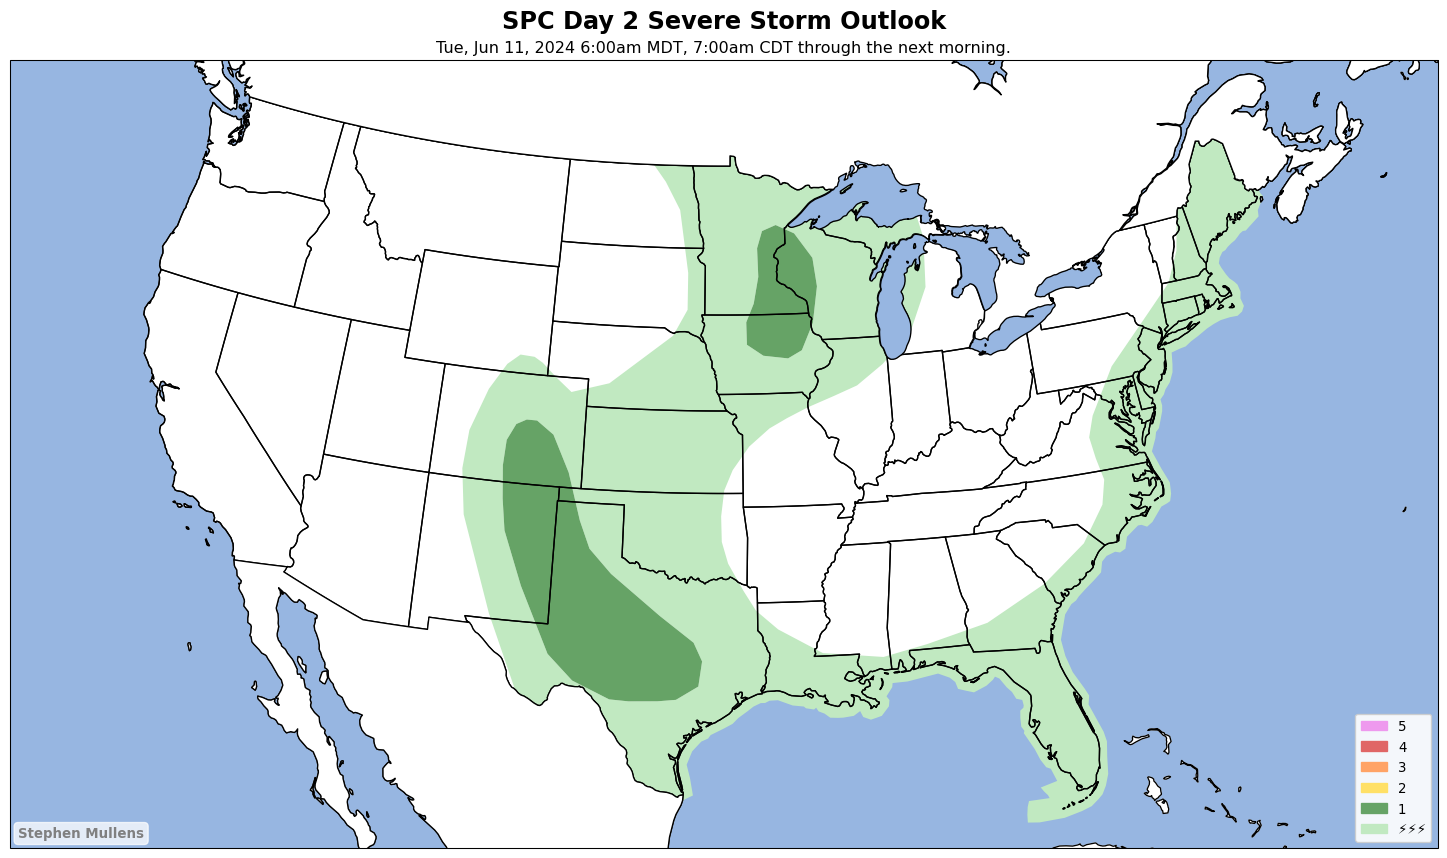 SPC Day 2 Severe Storm Outlook
Tue, Jun 11, 2024 6:00am MDT, 7:00am CDT through the next morning.
5
4
3
2
1
⚡⚡⚡
Stephen Mullens